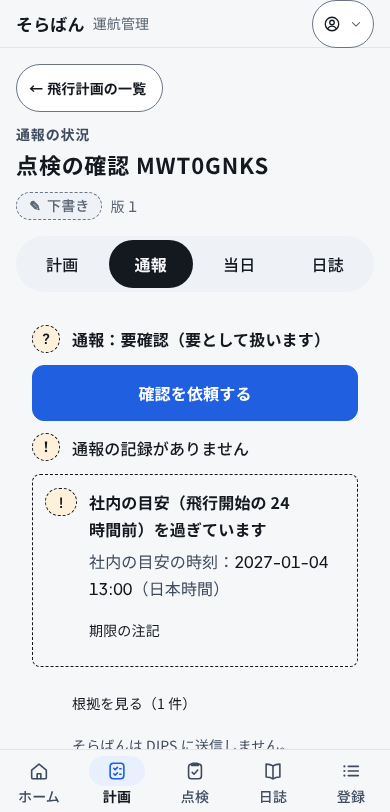 そらばん 運航管理
← 飛行計画の一覧
通報の状況
点検の確認 MWT0GNKS
✎ 下書き 版 1
計画 通報 当日 日誌
? 通報：要確認（要として扱います）
確認を依頼する
! 通報の記録がありません
! 社内の目安（飛行開始の 24
時間前）を過ぎています
社内の目安の時刻：2027-01-04
13:00（日本時間）
期限の注記
根拠を見る（1 件）
そらばんは DIPS に送信しません。
ホーム 計画 点検 日誌 登録